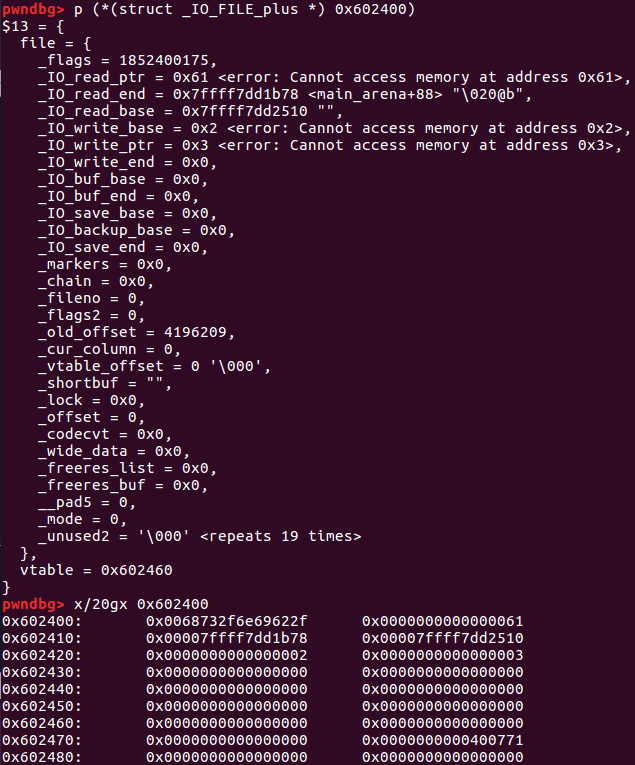 pwndbg> p (*(struct _IO_FILE_plus *) 0x602400)
$13 = {
  file = {
    _flags = 1852400175,
    _IO_read_ptr = 0x61 <error: Cannot access memory at address 0x61>,
    _IO_read_end = 0x7ffff7dd1b78 <main_arena+88> "\020@b",
    _IO_read_base = 0x7ffff7dd2510 "",
    _IO_write_base = 0x2 <error: Cannot access memory at address 0x2>,
    _IO_write_ptr = 0x3 <error: Cannot access memory at address 0x3>,
    _IO_write_end = 0x0,
    _IO_buf_base = 0x0,
    _IO_buf_end = 0x0,
    _IO_save_base = 0x0,
    _IO_backup_base = 0x0,
    _IO_save_end = 0x0,
    _markers = 0x0,
    _chain = 0x0,
    _fileno = 0,
    _flags2 = 0,
    _old_offset = 4196209,
    _cur_column = 0,
    _vtable_offset = 0 '\000',
    _shortbuf = "",
    _lock = 0x0,
    _offset = 0,
    _codecvt = 0x0,
    _wide_data = 0x0,
    _freeres_list = 0x0,
    _freeres_buf = 0x0,
    __pad5 = 0,
    _mode = 0,
    _unused2 = '\000' <repeats 19 times>
  },
  vtable = 0x602460
}
pwndbg> x/20gx 0x602400
0x602400: 0x0068732f6e69622f 0x0000000000000061
0x602410: 0x00007ffff7dd1b78 0x00007ffff7dd2510
0x602420: 0x0000000000000002 0x0000000000000003
0x602430: 0x0000000000000000 0x0000000000000000
0x602440: 0x0000000000000000 0x0000000000000000
0x602450: 0x0000000000000000 0x0000000000000000
0x602460: 0x0000000000000000 0x0000000000000000
0x602470: 0x0000000000000000 0x0000000000400771
0x602480: 0x0000000000000000 0x0000000000000000